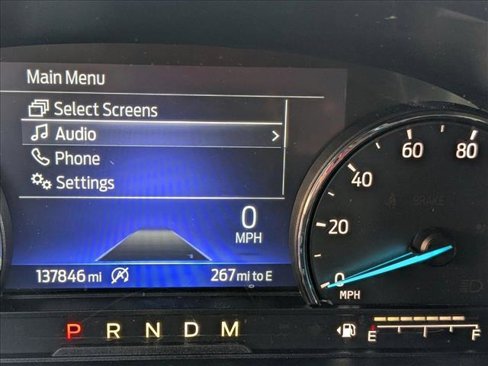 Main Menu
Select Screens
Audio >
Phone
Settings
0
MPH
137846 mi
267 mi to E
0
20
40
60
80
MPH
BRAKE
P R N D M
E F